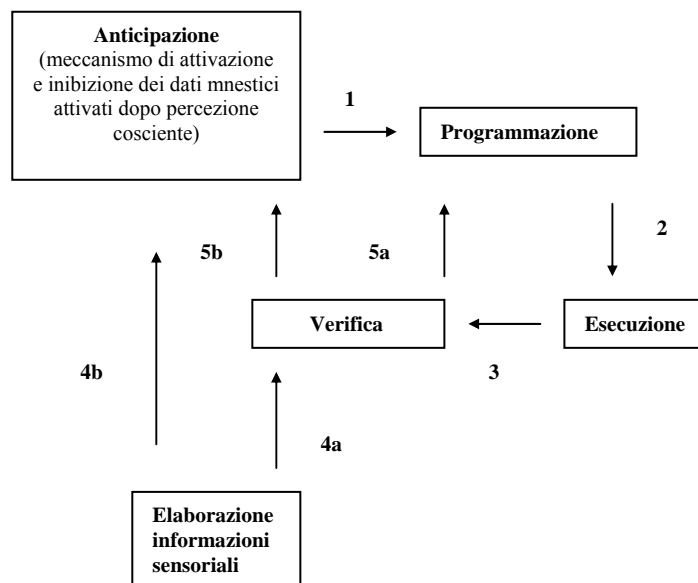 Anticipazione
(meccanismo di attivazione
e inibizione dei dati mnestici
attivati dopo percezione
cosciente)
1
Programmazione
2
5b
5a
Verifica
Esecuzione
3
4b
4a
Elaborazione
informazioni
sensoriali